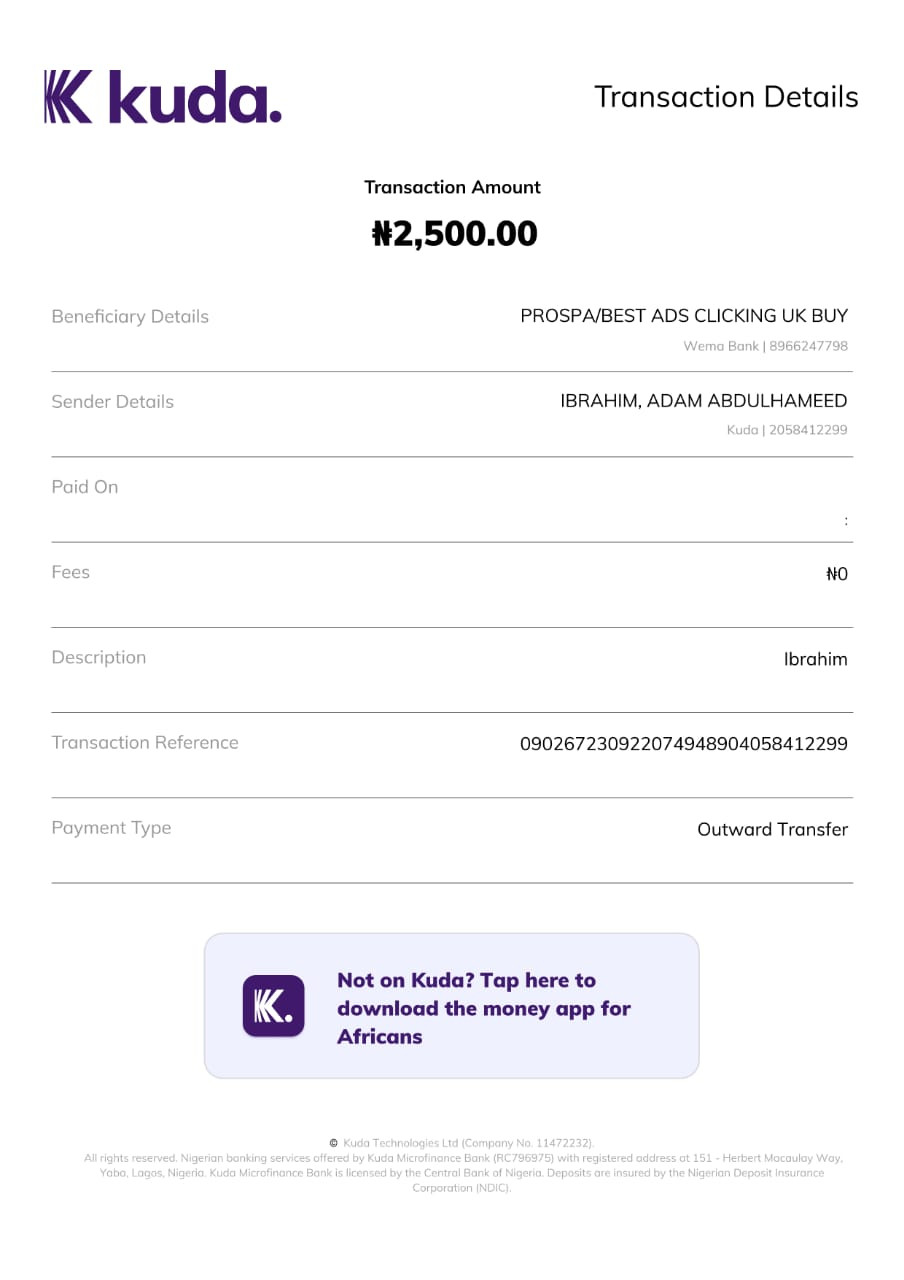 kuda.
Transaction Details
Transaction Amount
₦2,500.00
Beneficiary Details
PROSPA/BEST ADS CLICKING UK BUY
Wema Bank | 8966247798
Sender Details
IBRAHIM, ADAM ABDULHAMEED
Kuda | 2058412299
Paid On
:
Fees
₦0
Description
Ibrahim
Transaction Reference
090267230922074948904058412299
Payment Type
Outward Transfer
K.
Not on Kuda? Tap here to
download the money app for
Africans
© Kuda Technologies Ltd (Company No. 11472232).
All rights reserved. Nigerian banking services offered by Kuda Microfinance Bank (RC796975) with registered address at 151 - Herbert Macaulay Way,
Yaba, Lagos, Nigeria. Kuda Microfinance Bank is licensed by the Central Bank of Nigeria. Deposits are insured by the Nigerian Deposit Insurance
Corporation (NDIC).